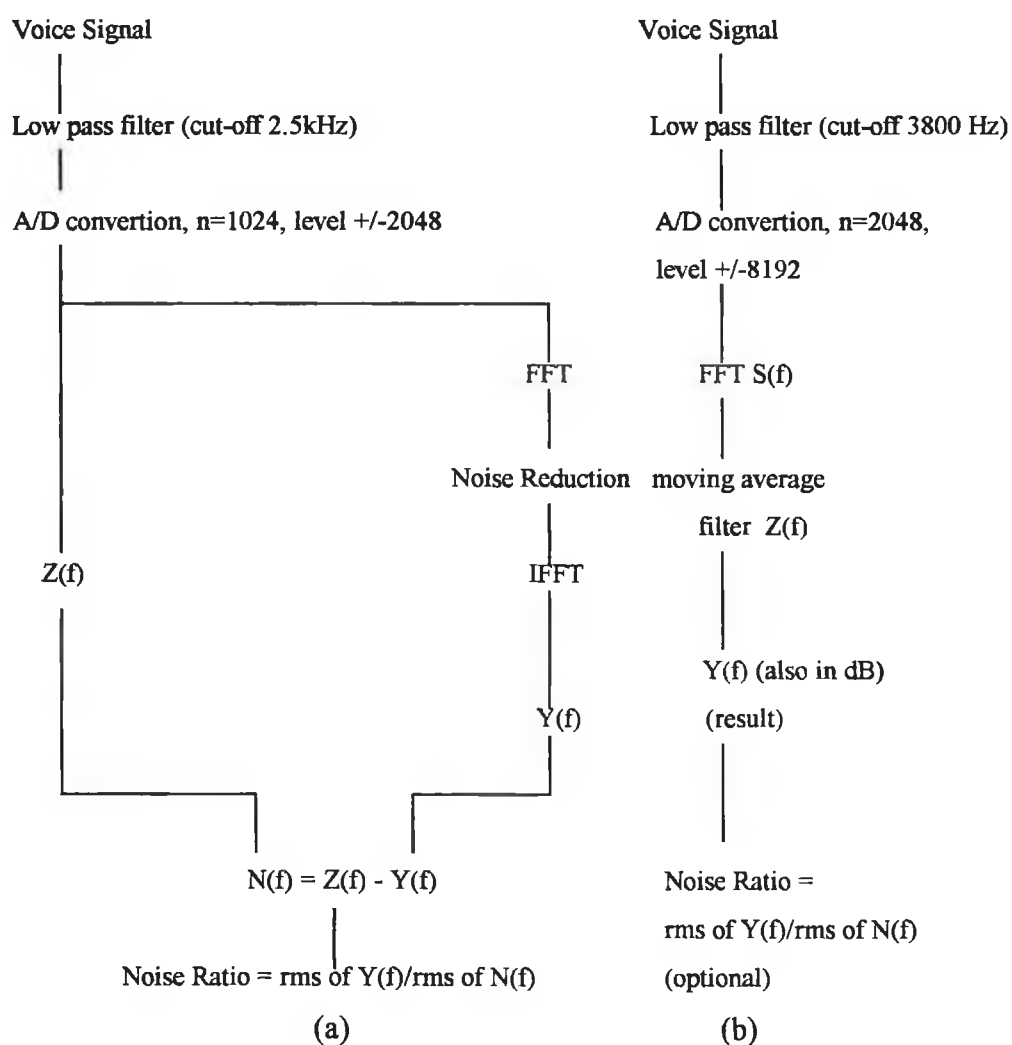 Voice Signal
Low pass filter (cut-off 2.5kHz)
A/D convertion, n=1024, level +/-2048
FFT
Noise Reduction
Z(f)
IFFT
Y(f)
N(f) = Z(f) - Y(f)
Noise Ratio = rms of Y(f)/rms of N(f)
(a)
Voice Signal
Low pass filter (cut-off 3800 Hz)
A/D convertion, n=2048,
level +/-8192
FFT S(f)
moving average
filter Z(f)
Y(f) (also in dB)
(result)
Noise Ratio =
rms of Y(f)/rms of N(f)
(optional)
(b)